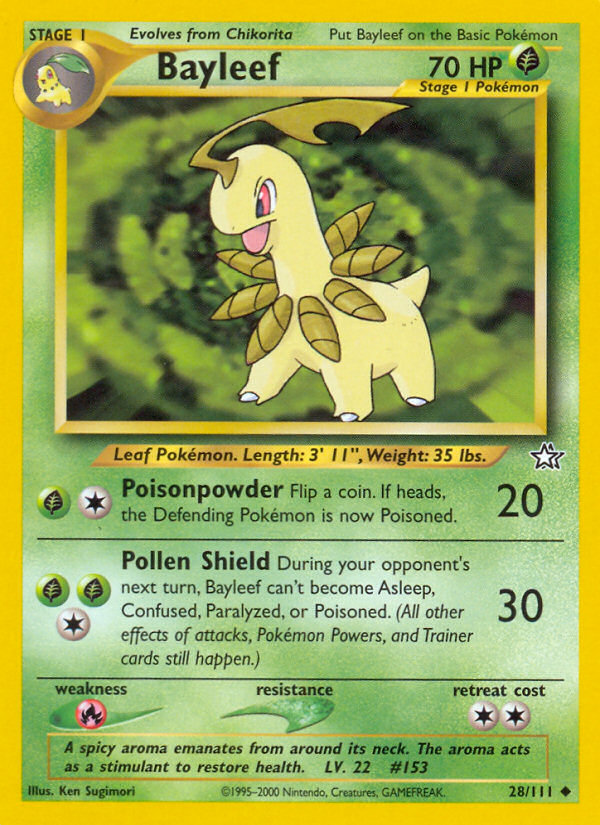 STAGE 1 Evolves from Chikorita Put Bayleef on the Basic Pokémon
Bayleef 70 HP
Stage 1 Pokémon
Leaf Pokémon. Length: 3' 11", Weight: 35 lbs.
Poisonpowder Flip a coin. If heads,
the Defending Pokémon is now Poisoned.
20
Pollen Shield During your opponent's
next turn, Bayleef can't become Asleep,
Confused, Paralyzed, or Poisoned. (All other
effects of attacks, Pokémon Powers, and Trainer
cards still happen.)
30
weakness resistance retreat cost
A spicy aroma emanates from around its neck. The aroma acts
as a stimulant to restore health. LV. 22 #153
Illus. Ken Sugimori ©1995-2000 Nintendo, Creatures, GAMEFREAK. 28/111